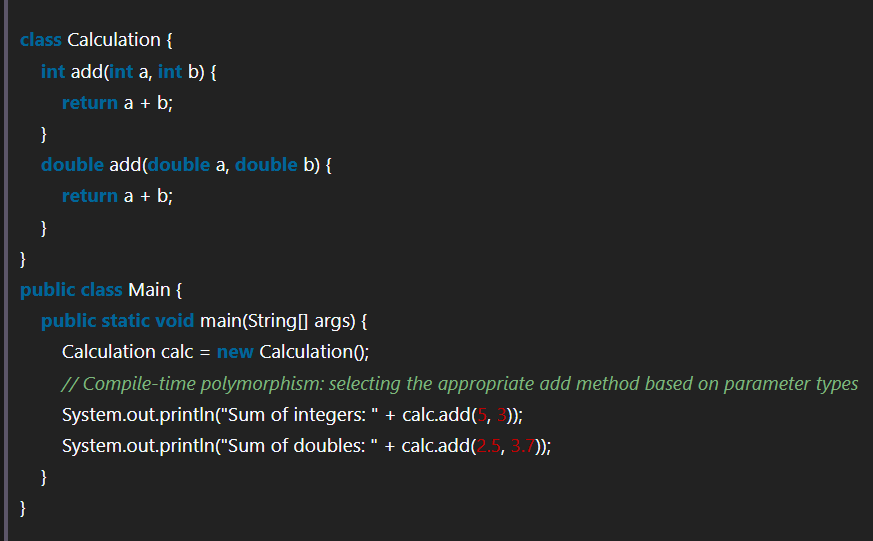 class Calculation {
int add(int a, int b) {
return a + b;
}
double add(double a, double b) {
return a + b;
}
}
public class Main {
public static void main(String[] args) {
Calculation calc = new Calculation();
// Compile-time polymorphism: selecting the appropriate add method based on parameter types
System.out.println("Sum of integers: " + calc.add(5, 3));
System.out.println("Sum of doubles: " + calc.add(2.5, 3.7));
}
}